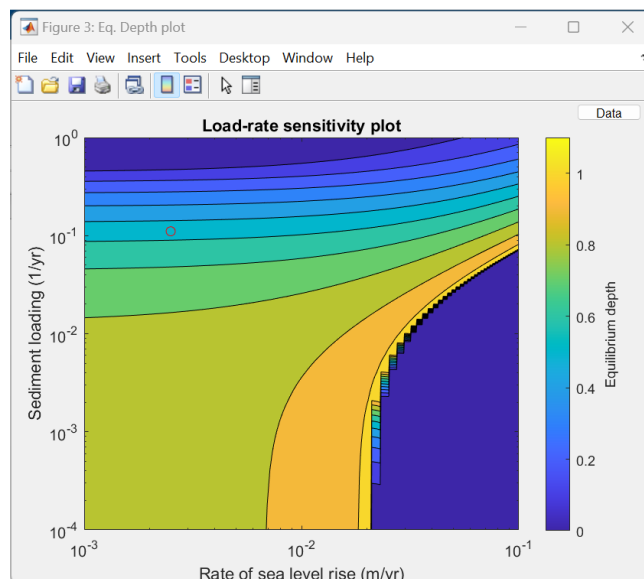 Figure 3: Eq. Depth plot
File Edit View Insert Tools Desktop Window Help
Data
Load-rate sensitivity plot
10^0
10^-1
10^-2
10^-3
10^-4
Sediment loading (1/yr)
10^-3 10^-2 10^-1
Rate of sea level rise (m/yr)
1
0.8
0.6
0.4
0.2
0
Equilibrium depth